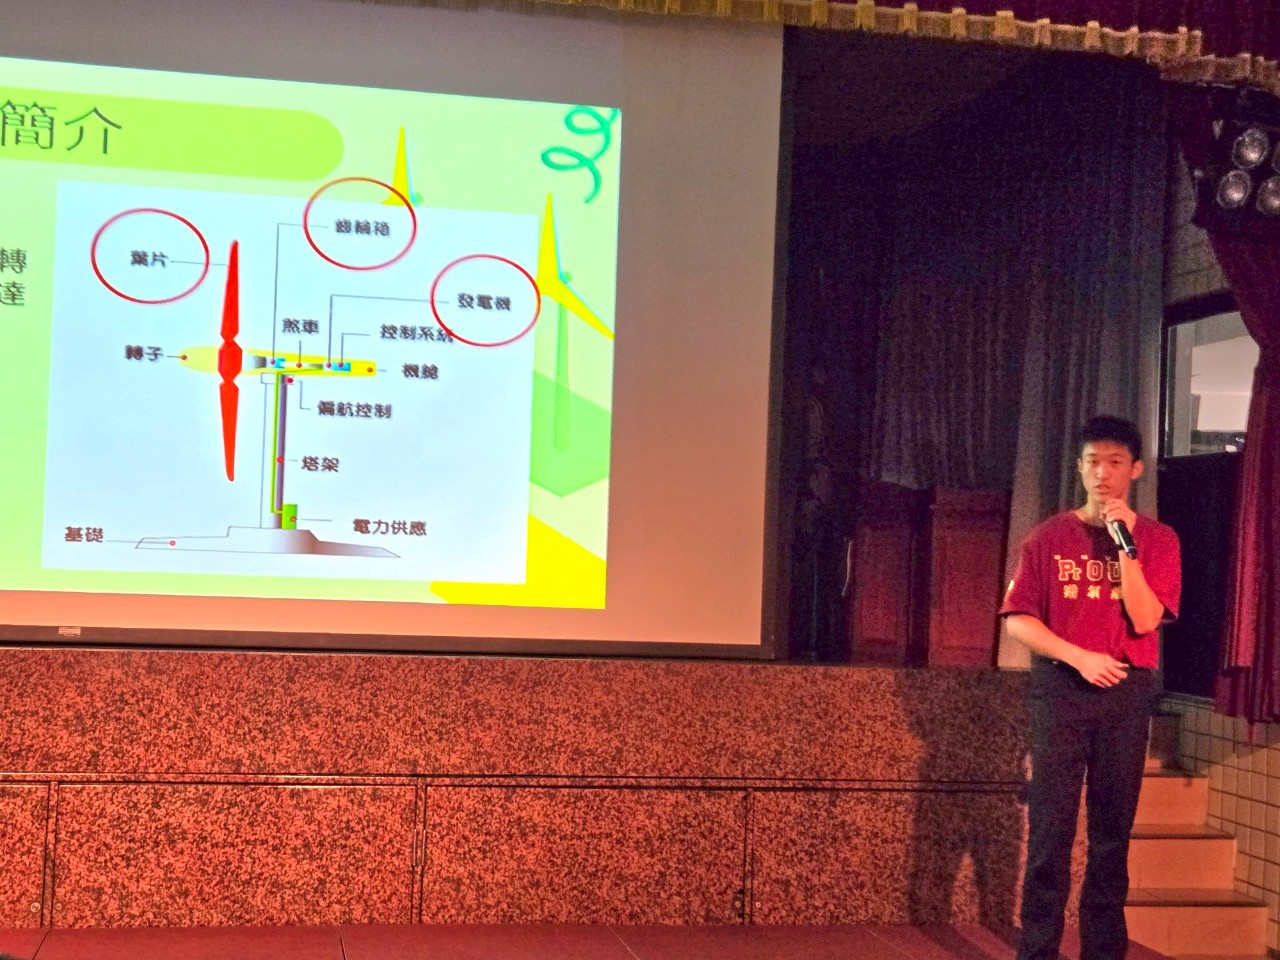 簡介
轉
達
葉片
齒輪箱
發電機
煞車
控制系統
轉子
機艙
偏航控制
塔架
電力供應
基礎
"Pr""O""U